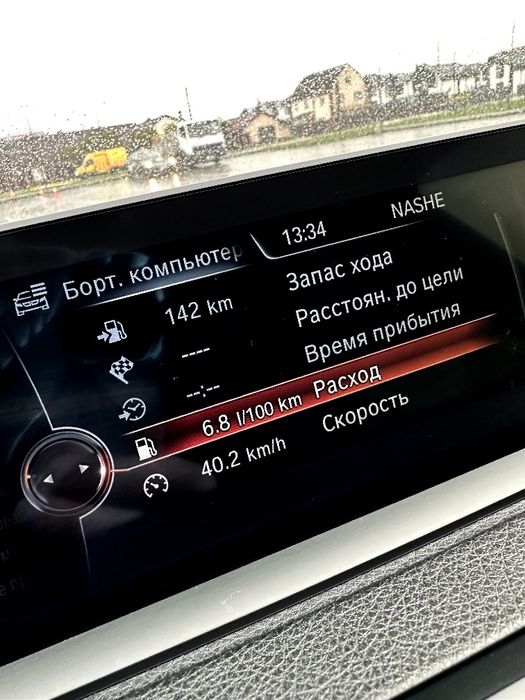 NASHE
13:34
Борт. компьютер
142 km Запас хода
---- Расстоян. до цели
--:-- Время прибытия
6.8 l/100 km Расход
40.2 km/h Скорость